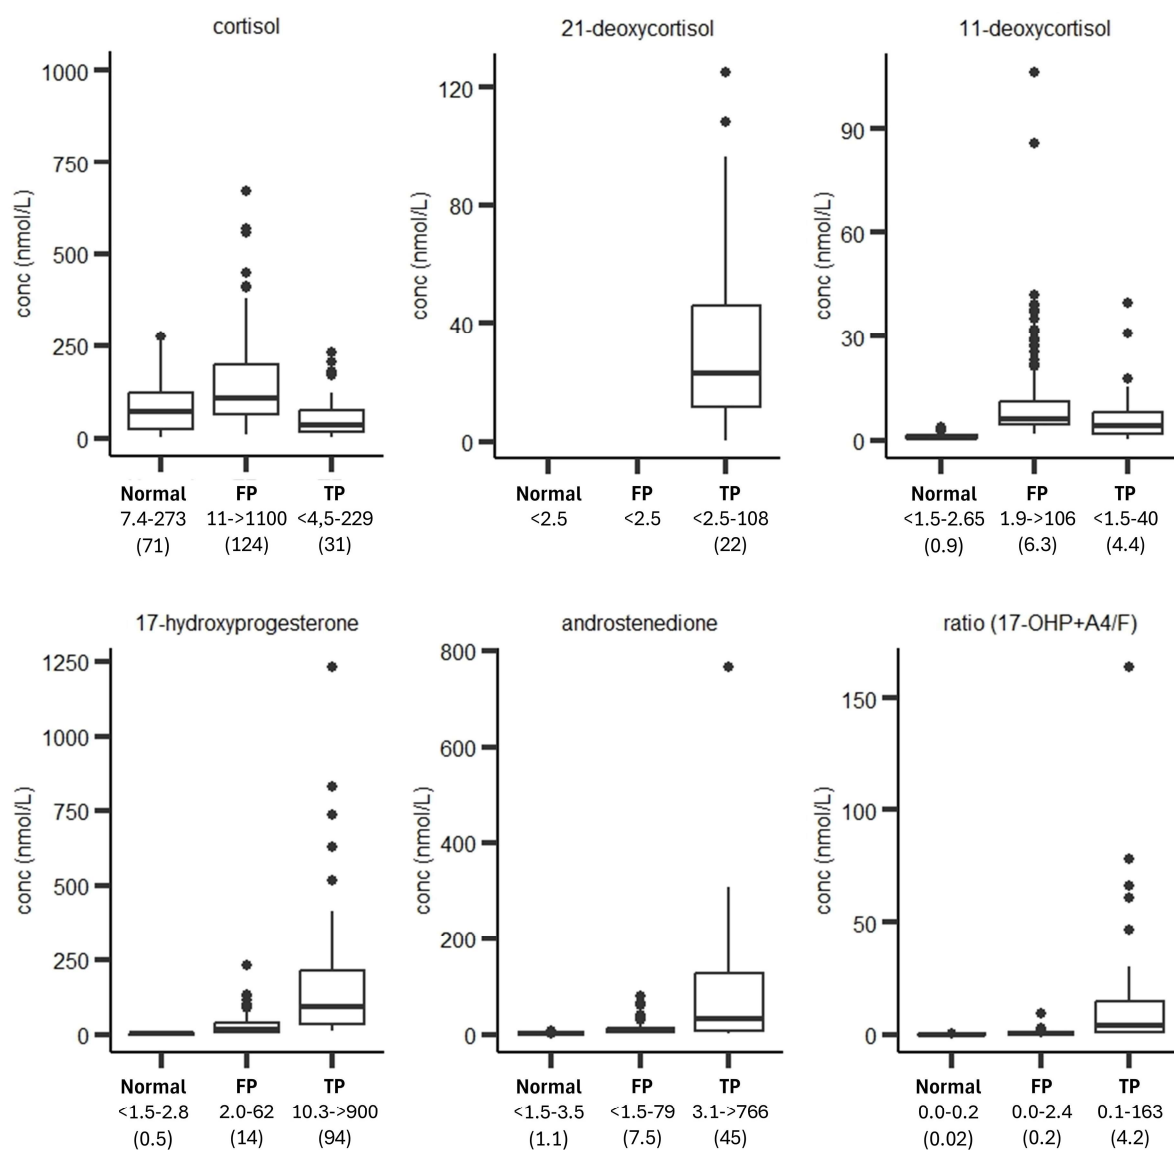 cortisol
21-deoxycortisol
11-deoxycortisol
conc (nmol/L)
1000
750
500
250
0
conc (nmol/L)
120
80
40
0
conc (nmol/L)
90
60
30
0
Normal FP TP
7.4-273 11->1100 <4,5-229
(71) (124) (31)
Normal FP TP
<2.5 <2.5 <2.5-108
(22)
Normal FP TP
<1.5-2.65 1.9->106 <1.5-40
(0.9) (6.3) (4.4)
17-hydroxyprogesterone
androstenedione
ratio (17-OHP+A4/F)
conc (nmol/L)
1250
1000
750
500
250
0
conc (nmol/L)
800
600
400
200
0
conc (nmol/L)
150
100
50
0
Normal FP TP
<1.5-2.8 2.0-62 10.3->900
(0.5) (14) (94)
Normal FP TP
<1.5-3.5 <1.5-79 3.1->766
(1.1) (7.5) (45)
Normal FP TP
0.0-0.2 0.0-2.4 0.1-163
(0.02) (0.2) (4.2)